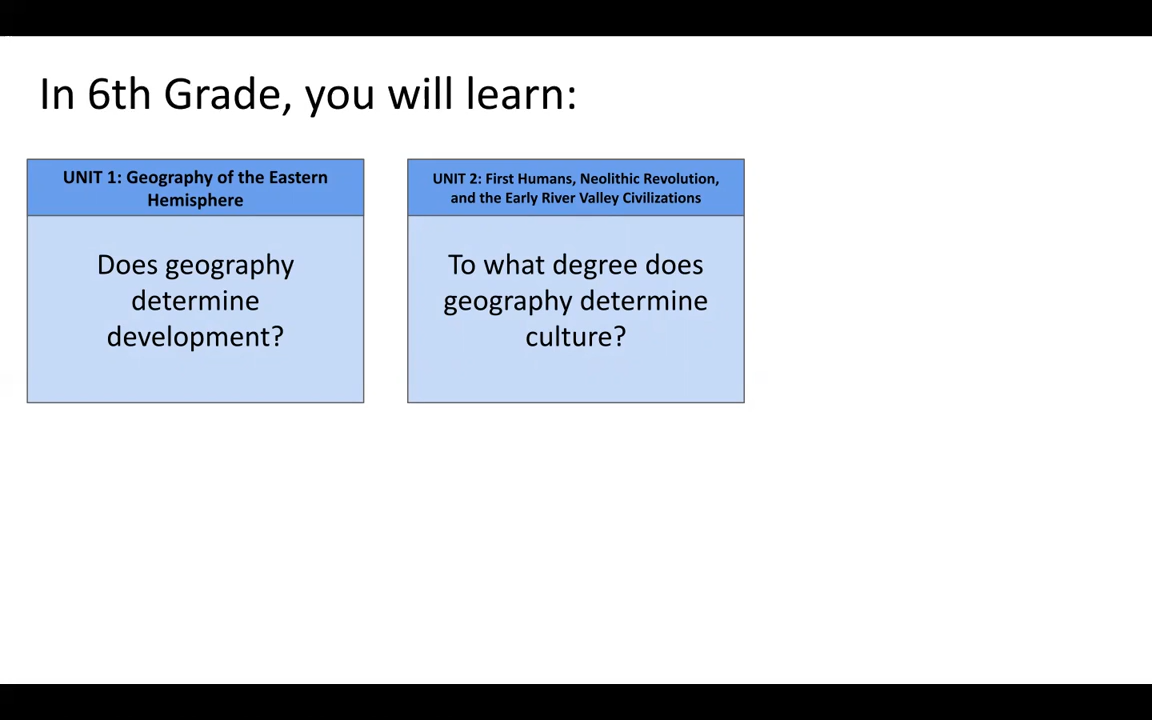 In 6th Grade, you will learn:
UNIT 1: Geography of the Eastern
Hemisphere
Does geography
determine
development?
UNIT 2: First Humans, Neolithic Revolution,
and the Early River Valley Civilizations
To what degree does
geography determine
culture?